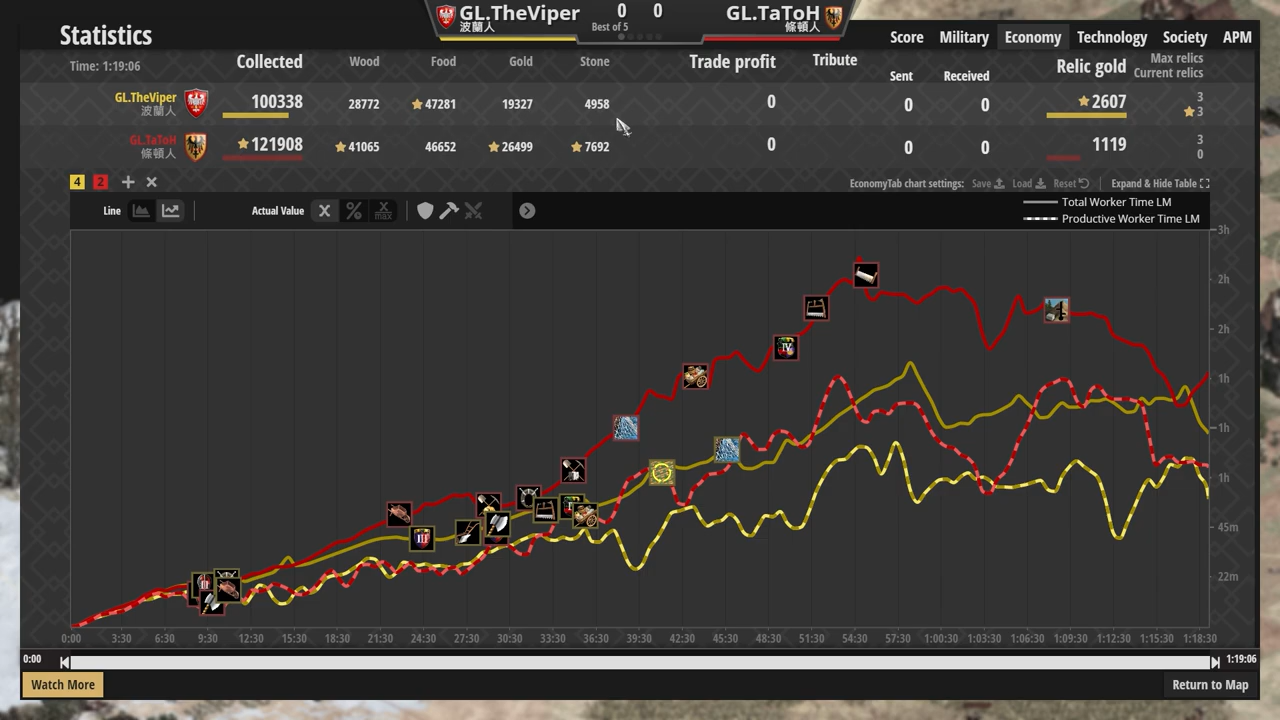 GL.TheViper 0 0 GL.TaToH
波蘭人 Best of 5 條頓人
Statistics
Score Military Economy Technology Society APM
Time: 1:19:06
Collected Wood Food Gold Stone Trade profit Tribute Sent Received Relic gold Max relics
Current relics
GL.TheViper 100338 28772 47281 19327 4958 0 0 0 2607 3
波蘭人 3
GL.TaToH 121908 41065 46652 26499 7692 0 0 0 1119 3
條頓人 0
4 2 EconomyTab chart settings: Save Load Reset Expand & Hide Table
Line Actual Value X % X/max
Total Worker Time LM
Productive Worker Time LM
3h
2h
2h
1h
1h
1h
45m
22m
III
III
IV
0:00 3:30 6:30 9:30 12:30 15:30 18:30 21:30 24:30 27:30 30:30 33:30 36:30 39:30 42:30 45:30 48:30 51:30 54:30 57:30 1:00:30 1:03:30 1:06:30 1:09:30 1:12:30 1:15:30 1:18:30
0:00 1:19:06
Watch More Return to Map